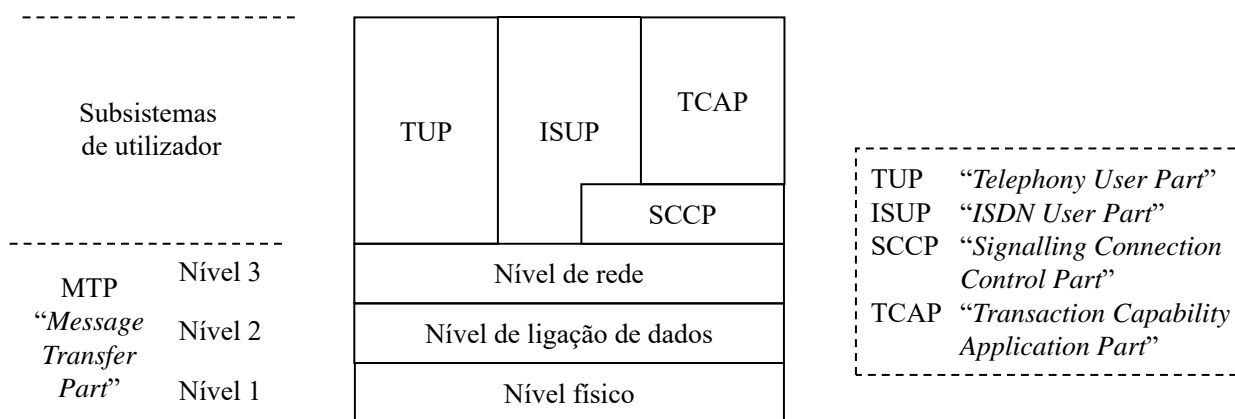 Subsistemas
de utilizador
TUP
ISUP
TCAP
SCCP
MTP
“Message
Transfer
Part”
Nível 3
Nível 2
Nível 1
Nível de rede
Nível de ligação de dados
Nível físico
TUP “Telephony User Part”
ISUP “ISDN User Part”
SCCP “Signalling Connection
Control Part”
TCAP “Transaction Capability
Application Part”